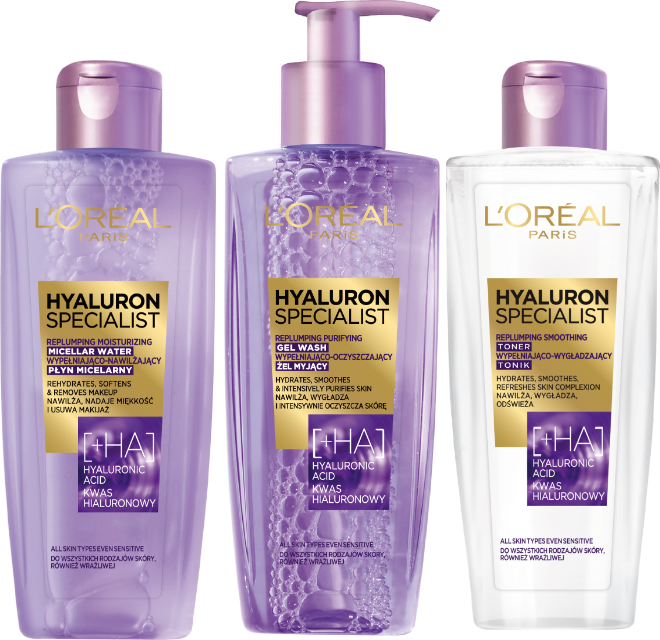 L'ORÉAL
PARIS
HYALURON
SPECIALIST
REPLUMPING MOISTURIZING
MICELLAR WATER
WYPEŁNIAJĄCO-NAWILŻAJĄCY
PŁYN MICELARNY
REHYDRATES, SOFTENS
& REMOVES MAKEUP
NAWILŻA, NADAJE MIĘKKOŚĆ
I USUWA MAKIJAŻ
[+HA]
HYALURONIC
ACID
KWAS
HIALURONOWY
ALL SKIN TYPES EVEN SENSITIVE
DO WSZYSTKICH RODZAJÓW SKÓRY,
RÓWNIEŻ WRAŻLIWEJ
L'ORÉAL
PARIS
HYALURON
SPECIALIST
REPLUMPING PURIFYING
GEL WASH
WYPEŁNIAJĄCO-OCZYSZCZAJĄCY
ŻEL MYJĄCY
HYDRATES, SMOOTHES
& INTENSIVELY PURIFIES SKIN
NAWILŻA, WYGŁADZA
I INTENSYWNIE OCZYSZCZA SKÓRĘ
[+HA]
HYALURONIC
ACID
KWAS
HIALURONOWY
ALL SKIN TYPES EVEN SENSITIVE
DO WSZYSTKICH RODZAJÓW SKÓRY,
RÓWNIEŻ WRAŻLIWEJ
L'ORÉAL
PARIS
HYALURON
SPECIALIST
REPLUMPING SMOOTHING
TONER
WYPEŁNIAJĄCO-WYGŁADZAJĄCY
TONIK
HYDRATES, SMOOTHES,
REFRESHES SKIN COMPLEXION
NAWILŻA, WYGŁADZA,
ODŚWIEŻA
[+HA]
HYALURONIC
ACID
KWAS
HIALURONOWY
ALL SKIN TYPES EVEN SENSITIVE
DO WSZYSTKICH RODZAJÓW SKÓRY,
RÓWNIEŻ WRAŻLIWEJ